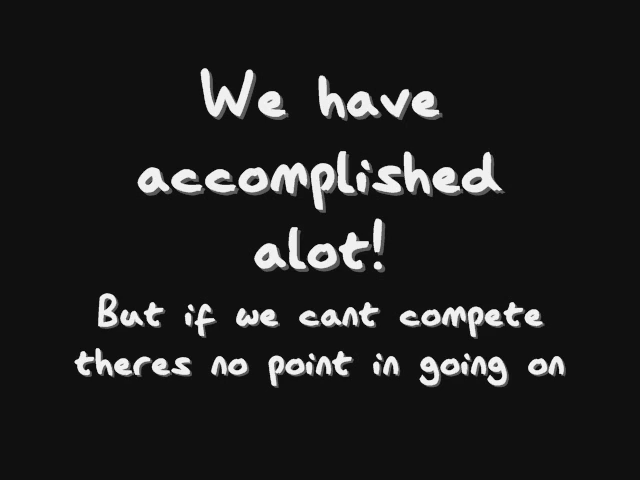 We have
accomplished
alot!
But if we cant compete
theres no point in going on